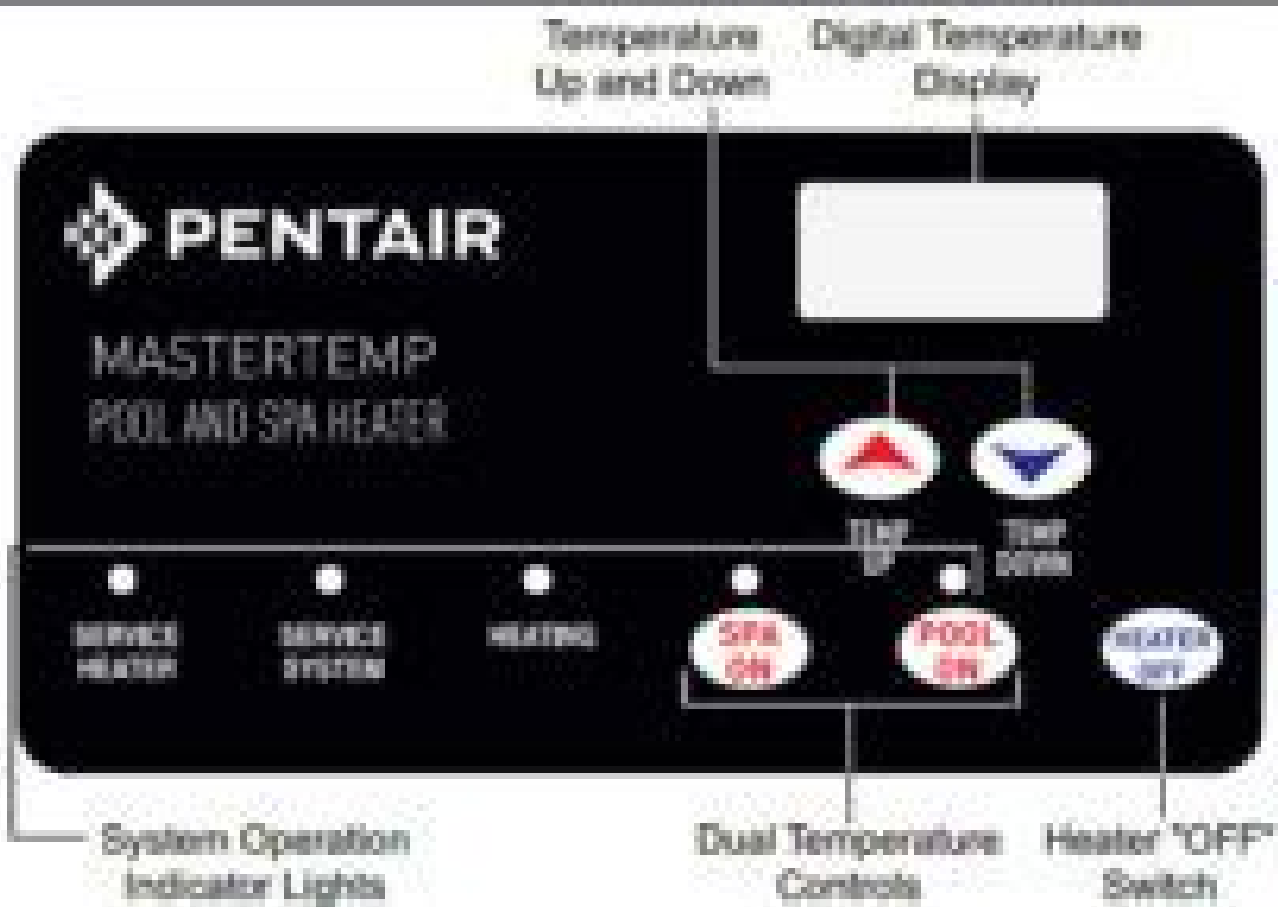 Temperature
Up and Down
Digital Temperature
Display
PENTAIR
MASTERTEMP
POOL AND SPA HEATER
TEMP
UP
TEMP
DOWN
SERVICE
HEATER
SERVICE
SYSTEM
HEATING
SPA
ON
POOL
ON
HEATER
OFF
System Operation
Indicator Lights
Dual Temperature
Controls
Heater "OFF"
Switch